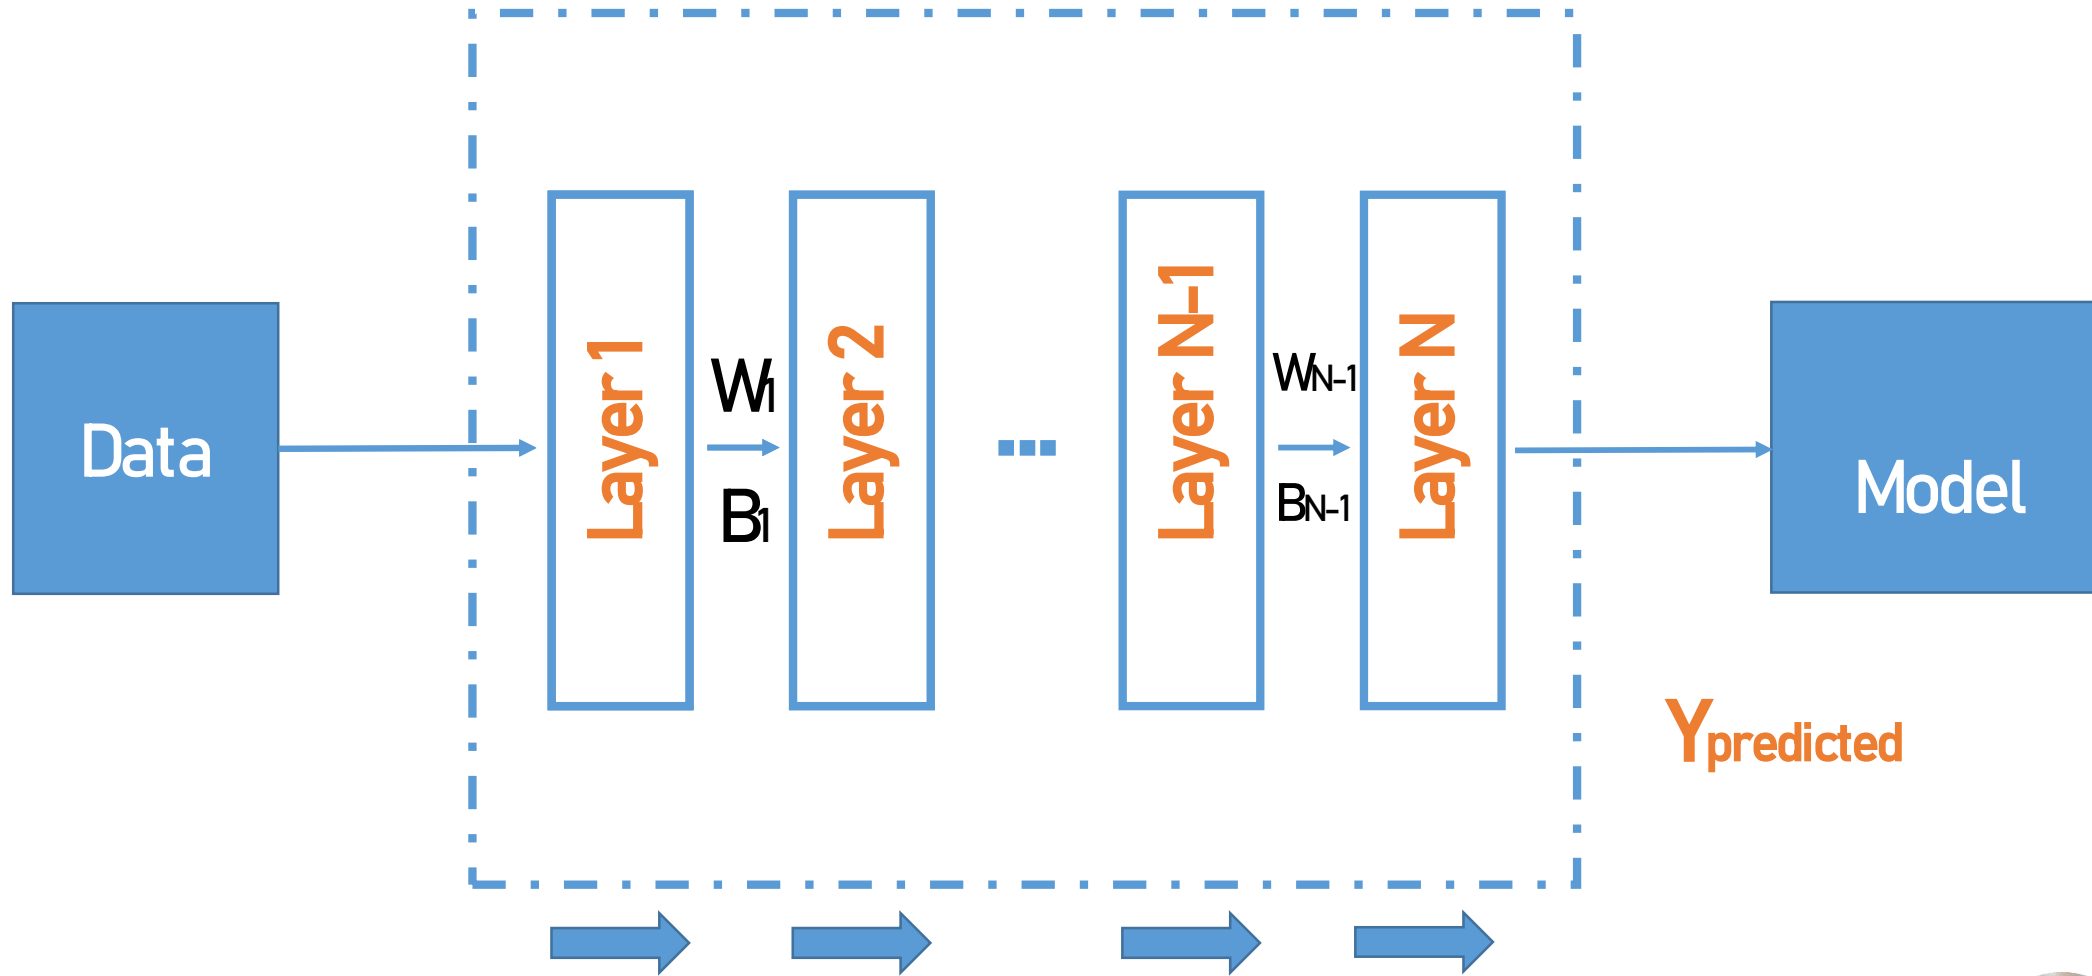 Data
Layer 1
W1
B1
Layer 2
Layer N-1
WN-1
BN-1
Layer N
Model
Ypredicted